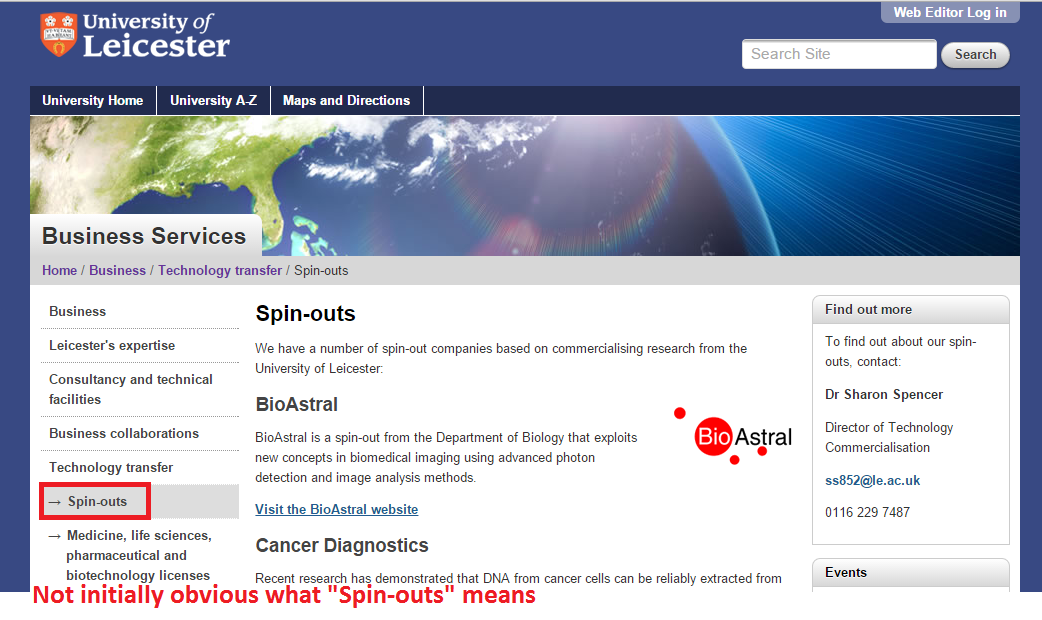 Web Editor Log in
University of
Leicester
Search Site
Search
University Home
University A-Z
Maps and Directions
Business Services
Home / Business / Technology transfer / Spin-outs
Business
Leicester's expertise
Consultancy and technical
facilities
Business collaborations
Technology transfer
→ Spin-outs
→ Medicine, life sciences,
pharmaceutical and
biotechnology licenses
Spin-outs
We have a number of spin-out companies based on commercialising research from the
University of Leicester:
BioAstral
BioAstral is a spin-out from the Department of Biology that exploits
new concepts in biomedical imaging using advanced photon
detection and image analysis methods.
BioAstral
Visit the BioAstral website
Cancer Diagnostics
Recent research has demonstrated that DNA from cancer cells can be reliably extracted from
Find out more
To find out about our spin-
outs, contact:
Dr Sharon Spencer
Director of Technology
Commercialisation
ss852@le.ac.uk
0116 229 7487
Events
Not initially obvious what "Spin-outs" means